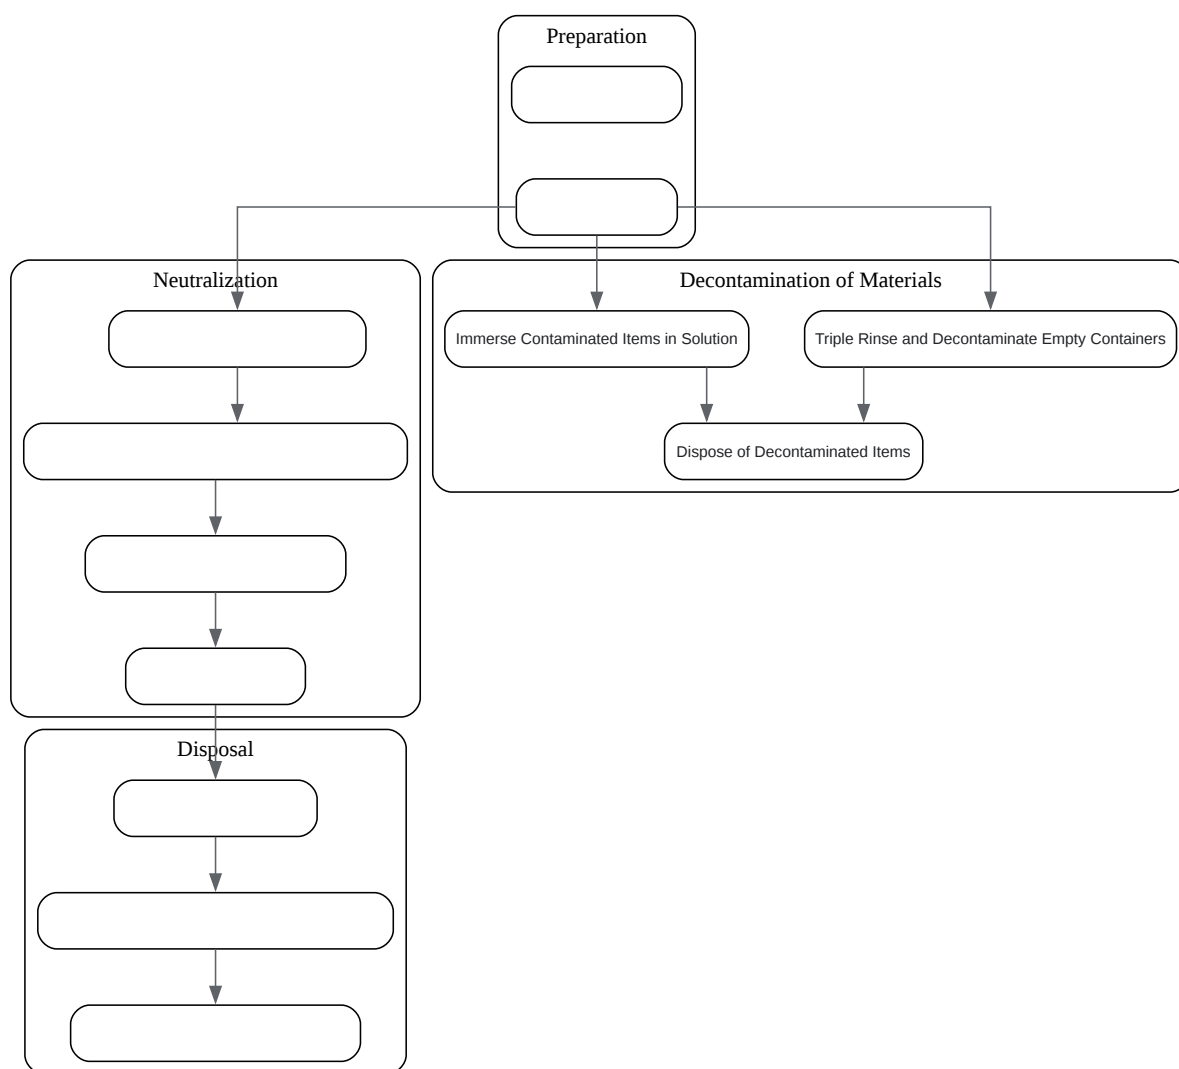 Preparation
Neutralization
Decontamination of Materials
Immerse Contaminated Items in Solution
Triple Rinse and Decontaminate Empty Containers
Dispose of Decontaminated Items
Disposal